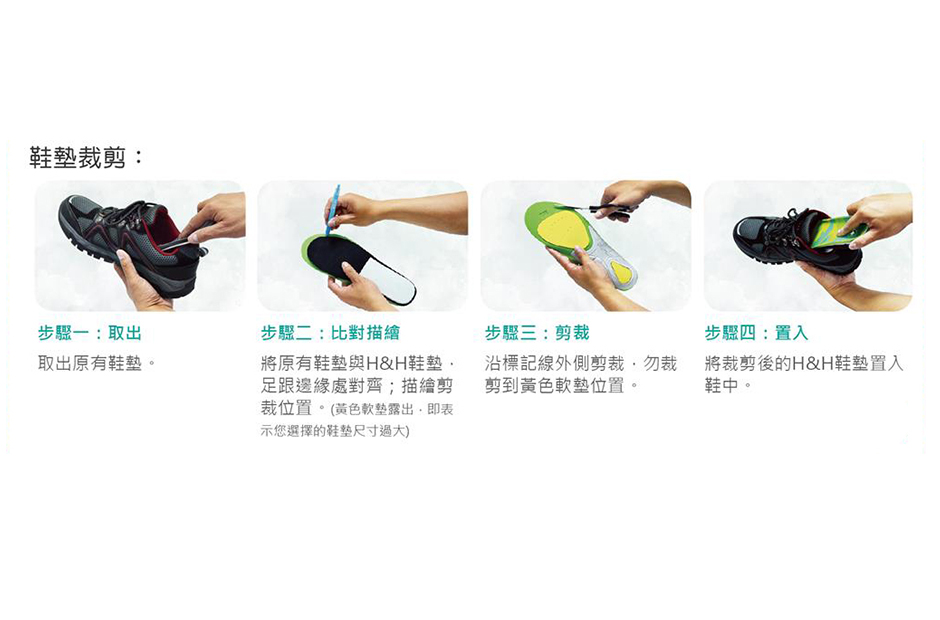 鞋墊裁剪：
步驟一：取出
取出原有鞋墊。
步驟二：比對描繪
將原有鞋墊與H&H鞋墊，
足跟邊緣處對齊；描繪剪
裁位置。(黃色軟墊露出，即表
示您選擇的鞋墊尺寸過大)
步驟三：剪裁
沿標記線外側剪裁，勿裁
剪到黃色軟墊位置。
步驟四：置入
將裁剪後的H&H鞋墊置入
鞋中。